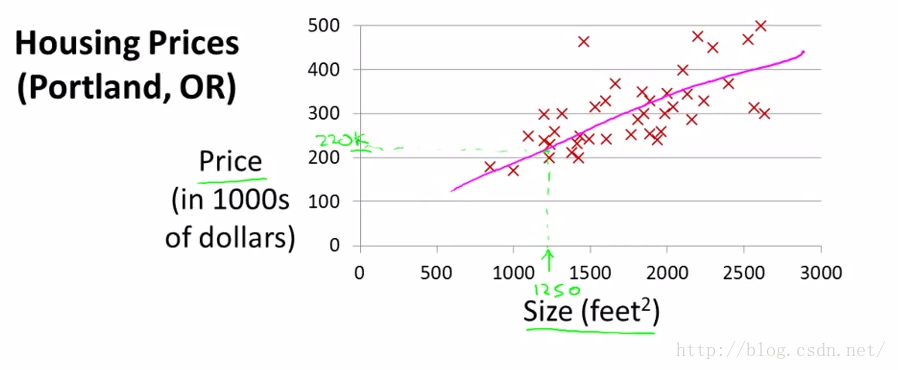 Housing Prices
(Portland, OR)
500
400
300
220K
200
100
0
Price
(in 1000s
of dollars)
0 500 1000 1500 2000 2500 3000
1250
Size (feet²)
http://blog.csdn.net/